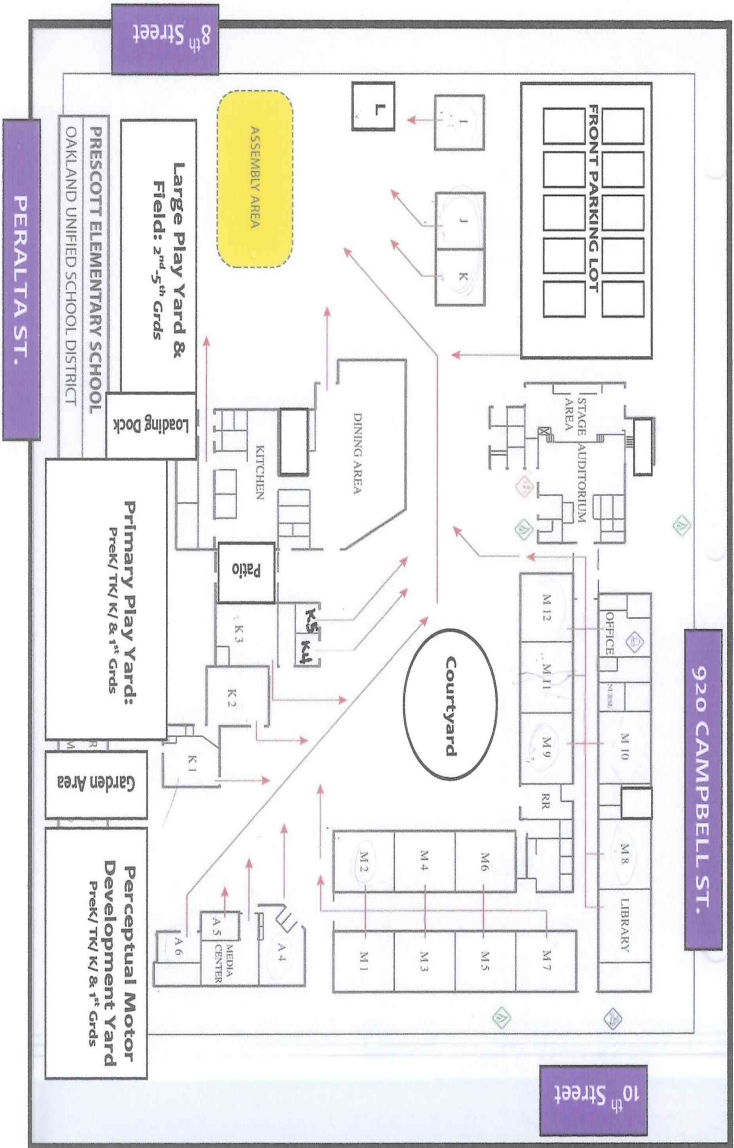 920 CAMPBELL ST.
8th Street
10th Street
PERALTA ST.
FRONT PARKING LOT
STAGE
AREA
AUDITORIUM
OFFICE
NURSE
M 10
M 8
LIBRARY
M 12
M 11
M 9
RR
I
J
K
L
Courtyard
M6
M 4
M 2
M 7
M 5
M 3
M 1
ASSEMBLY AREA
DINING AREA
KITCHEN
Patio
K5
K4
K 3
K 2
K 1
A 4
MEDIA
CENTER
A 5
A 6
Large Play Yard &
Field: 2nd-5th Grds
Loading Dock
Primary Play Yard:
PreK/ TK/ K/ & 1st Grds
Garden Area
Perceptual Motor
Development Yard
PreK/ TK/ K/ & 1st Grds
PRESCOTT ELEMENTARY SCHOOL
OAKLAND UNIFIED SCHOOL DISTRICT